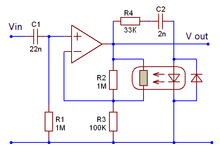 C2
R4
C1
Vin
33K
2n
V out
22n
+
-
R2
1M
R1
1M
R3
100K